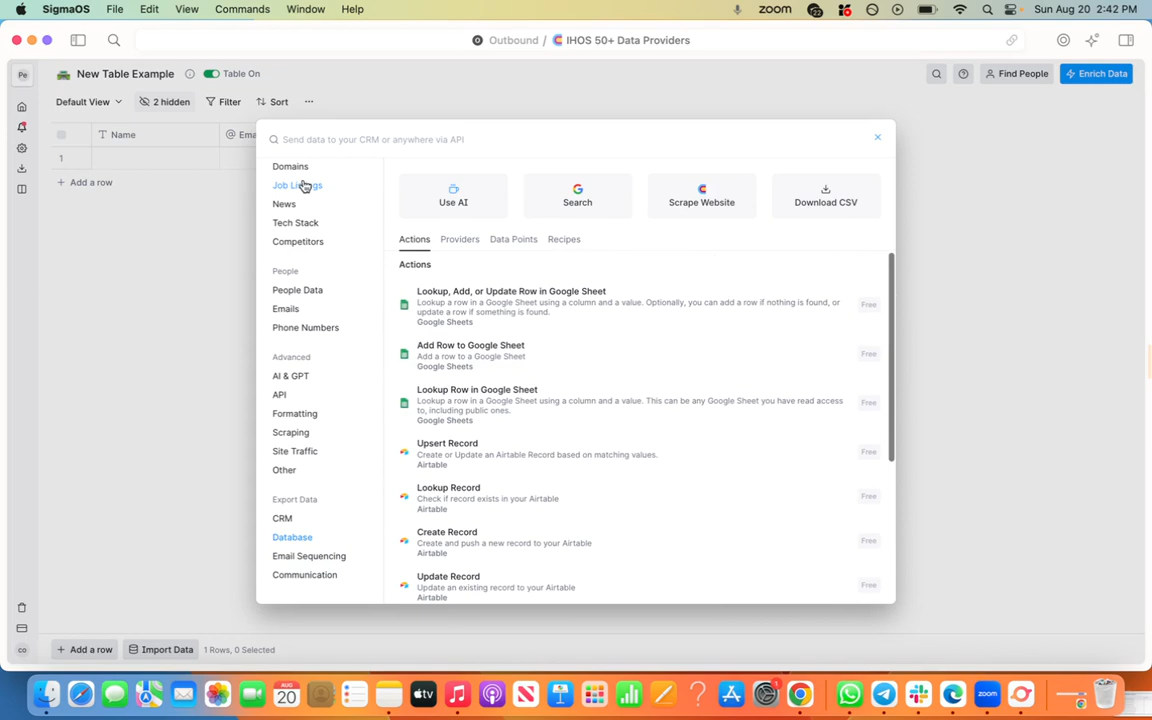 SigmaOS File Edit View Commands Window Help zoom 22 Sun Aug 20 2:42 PM
Outbound / IHOS 50+ Data Providers
Pe New Table Example Table On Find People Enrich Data
Default View 2 hidden Filter Sort
Name @ Ema
1
+ Add a row
Send data to your CRM or anywhere via API
Domains
Job Listings
News
Tech Stack
Competitors
People
People Data
Emails
Phone Numbers
Advanced
AI & GPT
API
Formatting
Scraping
Site Traffic
Other
Export Data
CRM
Database
Email Sequencing
Communication
Use AI Search Scrape Website Download CSV
Actions Providers Data Points Recipes
Actions
Lookup, Add, or Update Row in Google Sheet
Lookup a row in a Google Sheet using a column and a value. Optionally, you can add a row if nothing is found, or
update a row if something is found.
Google Sheets
Free
Add Row to Google Sheet
Add a row to a Google Sheet
Google Sheets
Free
Lookup Row in Google Sheet
Lookup a row in a Google Sheet using a column and a value. This can be any Google Sheet you have read access
to, including public ones.
Google Sheets
Free
Upsert Record
Create or Update an Airtable Record based on matching values.
Airtable
Free
Lookup Record
Check if record exists in your Airtable
Airtable
Free
Create Record
Create and push a new record to your Airtable
Airtable
Free
Update Record
Update an existing record to your Airtable
Airtable
Free
co + Add a row Import Data 1 Rows, 0 Selected
AUG
20
tv
zoom
1